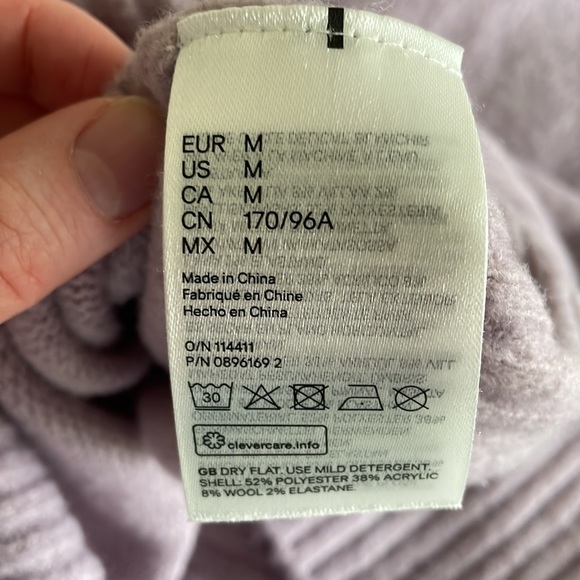 EUR M
US M
CA M
CN 170/96A
MX M
Made in China
Fabriqué en Chine
Hecho en China
O/N 114411
P/N 0896169 2
30
clevercare.info
GB DRY FLAT. USE MILD DETERGENT.
SHELL: 52% POLYESTER 38% ACRYLIC
8% WOOL 2% ELASTANE.